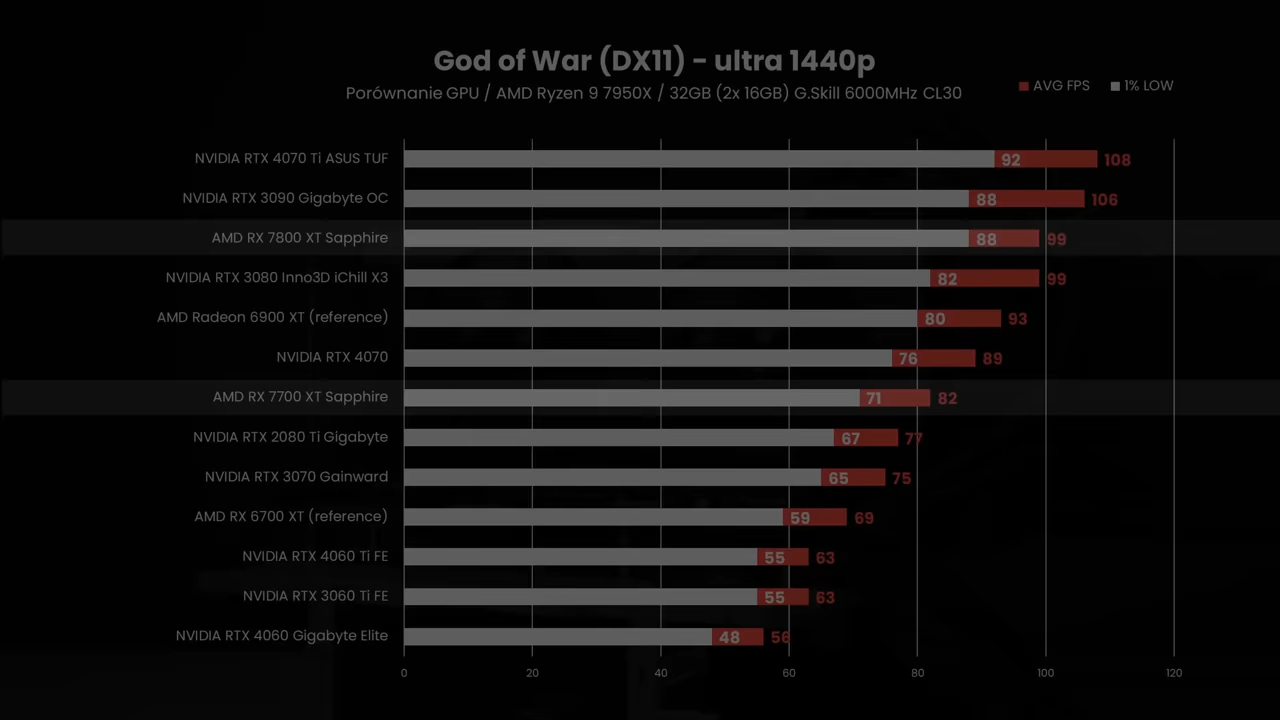 God of War (DX11) - ultra 1440p
Porównanie GPU / AMD Ryzen 9 7950X / 32GB (2x 16GB) G.Skill 6000MHz CL30
AVG FPS 1% LOW
NVIDIA RTX 4070 Ti ASUS TUF 92 108
NVIDIA RTX 3090 Gigabyte OC 88 106
AMD RX 7800 XT Sapphire 88 99
NVIDIA RTX 3080 Inno3D iChill X3 82 99
AMD Radeon 6900 XT (reference) 80 93
NVIDIA RTX 4070 76 89
AMD RX 7700 XT Sapphire 71 82
NVIDIA RTX 2080 Ti Gigabyte 67 77
NVIDIA RTX 3070 Gainward 65 75
AMD RX 6700 XT (reference) 59 69
NVIDIA RTX 4060 Ti FE 55 63
NVIDIA RTX 3060 Ti FE 55 63
NVIDIA RTX 4060 Gigabyte Elite 48 56
0 20 40 60 80 100 120